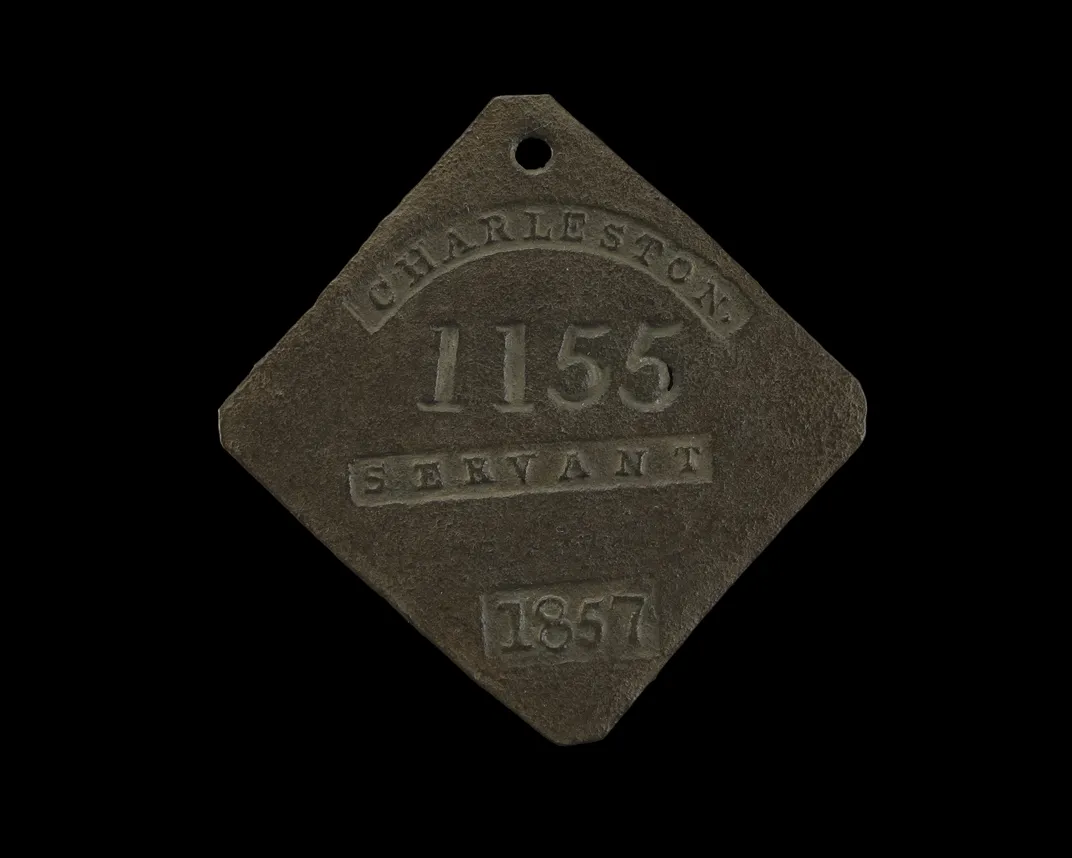 CHARLESTON.
1155
SERVANT
1857